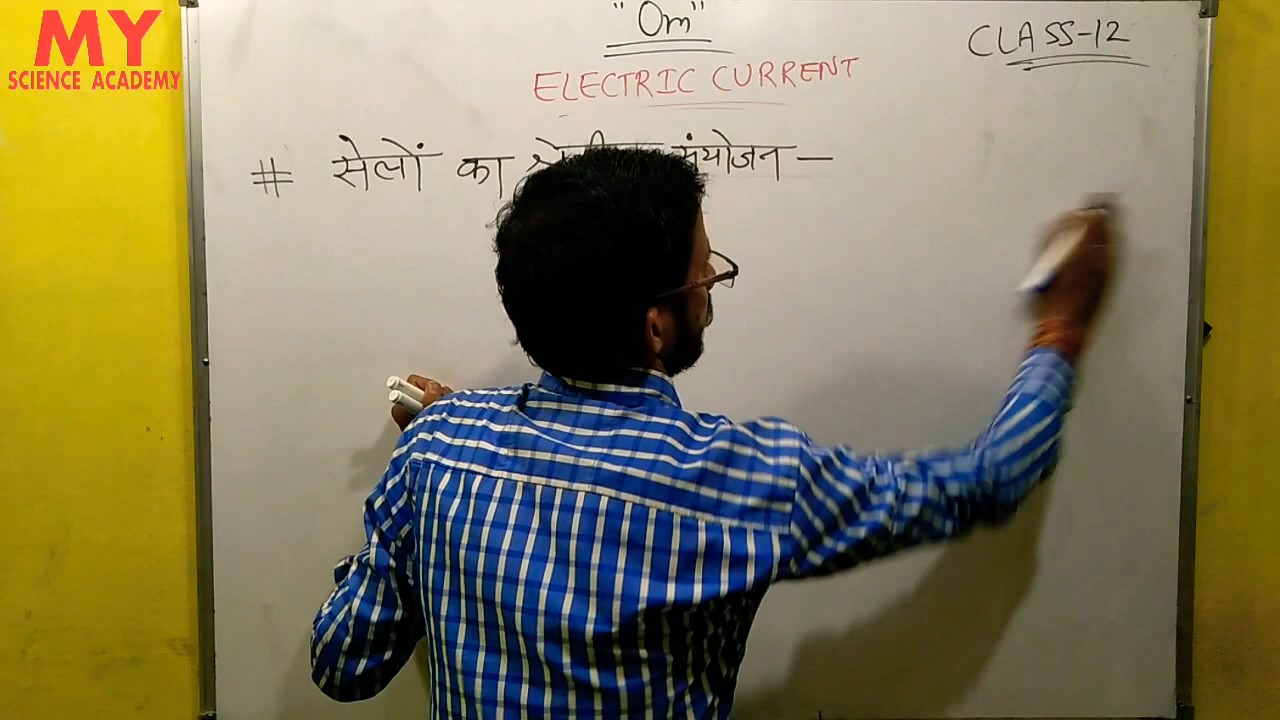 MY
SCIENCE ACADEMY
"Om"
CLASS-12
ELECTRIC CURRENT
# सेलों का संयोजन —